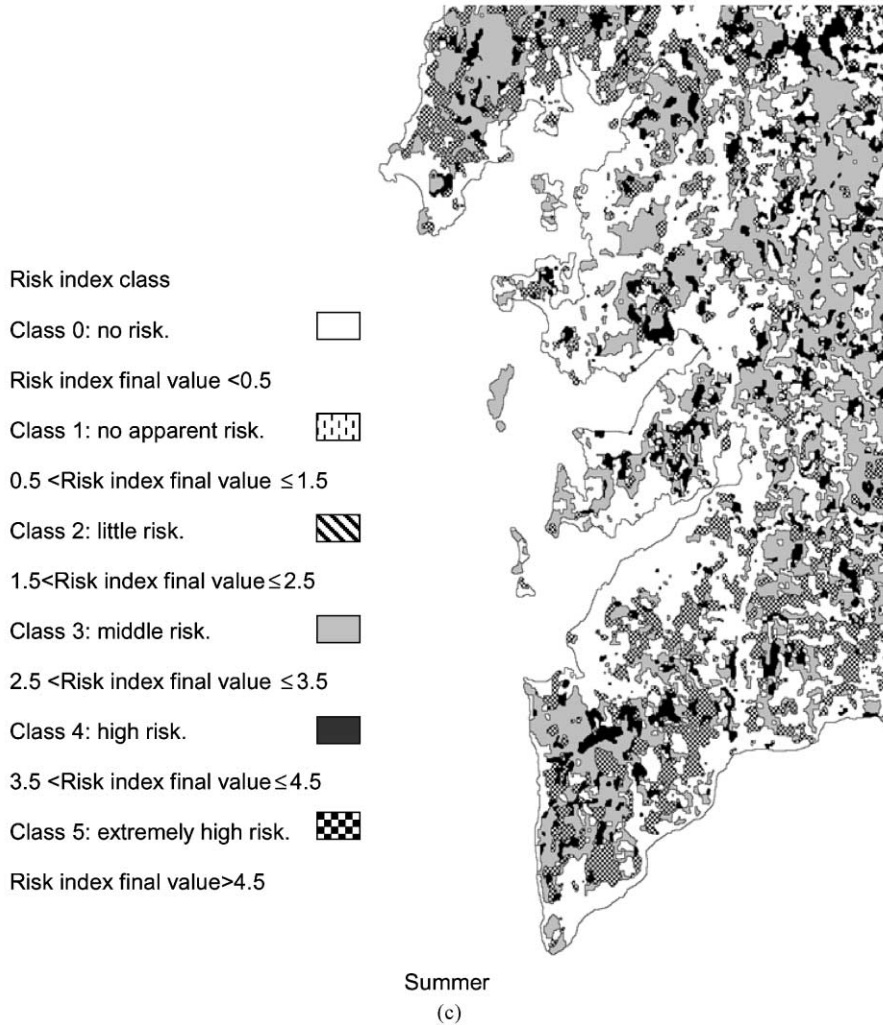 Risk index class
Class 0: no risk.
Risk index final value <0.5
Class 1: no apparent risk.
0.5 <Risk index final value ≤1.5
Class 2: little risk.
1.5<Risk index final value≤2.5
Class 3: middle risk.
2.5 <Risk index final value ≤3.5
Class 4: high risk.
3.5 <Risk index final value≤4.5
Class 5: extremely high risk.
Risk index final value>4.5
Summer
(c)